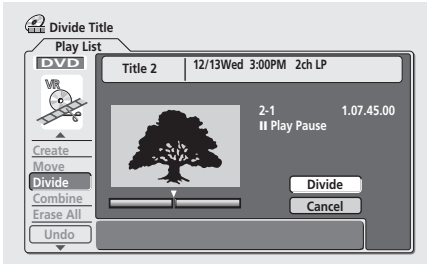 Divide Title
Play List
DVD
Title 2
12/13Wed 3:00PM 2ch LP
VR
2-1 1.07.45.00
Play Pause
Create
Move
Divide
Combine
Erase All
Undo
Divide
Cancel